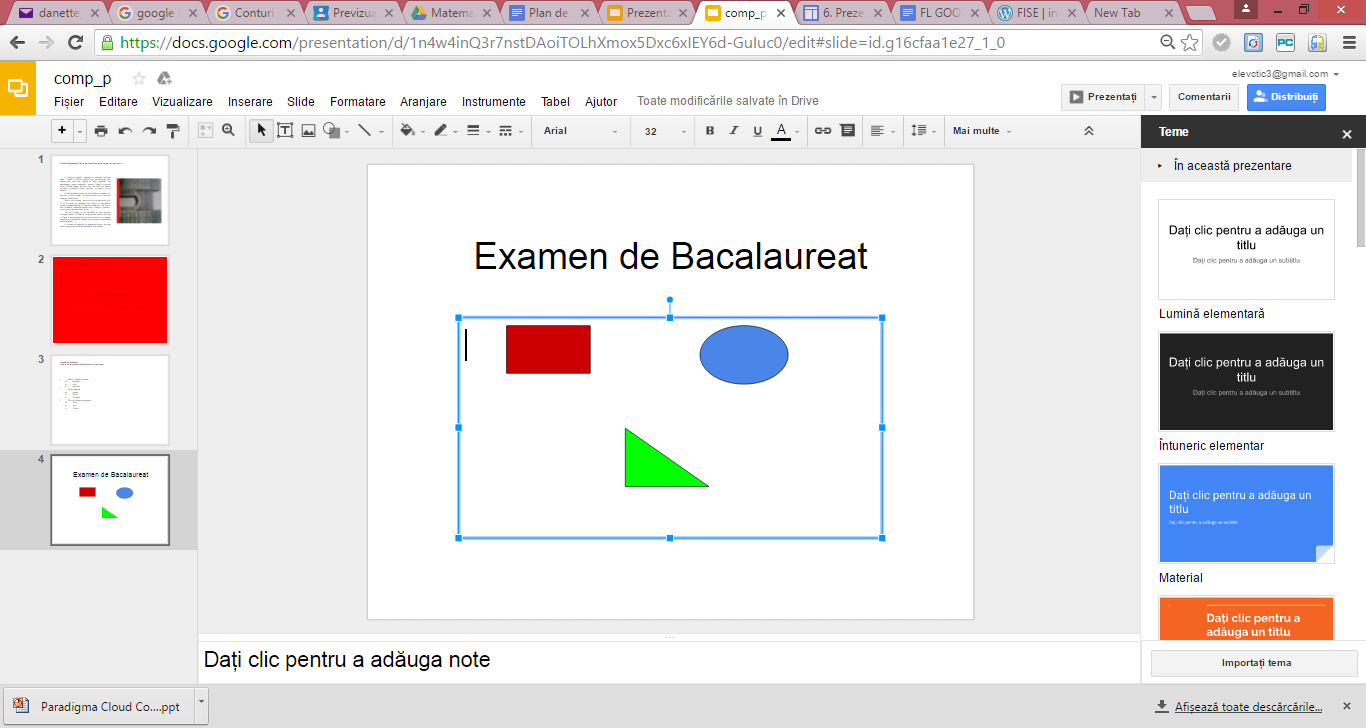 danette
google
Conturi
Previzua
Matema
Plan de
Prezent
comp_p
6. Preze
FL GOO
FISE | in
New Tab
https://docs.google.com/presentation/d/1n4w4inQ3r7nstDAoiTOLhXmox5Dxc6xIEY6d-GuIuc0/edit#slide=id.g16cfaa1e27_1_0
comp_p
elevctic3@gmail.com
Fișier Editare Vizualizare Inserare Slide Formatare Aranjare Instrumente Tabel Ajutor Toate modificările salvate în Drive
Prezentați Comentarii Distribuiți
Arial 32 B I U A Mai multe
Teme
În această prezentare
1
2
3
4
Examen de Bacalaureat
Examen de Bacalaureat
Dați clic pentru a adăuga un
titlu
Dați clic pentru a adăuga un subtitlu
Lumină elementară
Dați clic pentru a adăuga un
titlu
Dați clic pentru a adăuga un subtitlu
Întuneric elementar
Dați clic pentru a adăuga un
titlu
Dați clic pentru a adăuga un subtitlu
Material
Dați clic pentru a
adăuga un titlu
Importați tema
Dați clic pentru a adăuga note
Paradigma Cloud Co....ppt
Afișează toate descărcările...